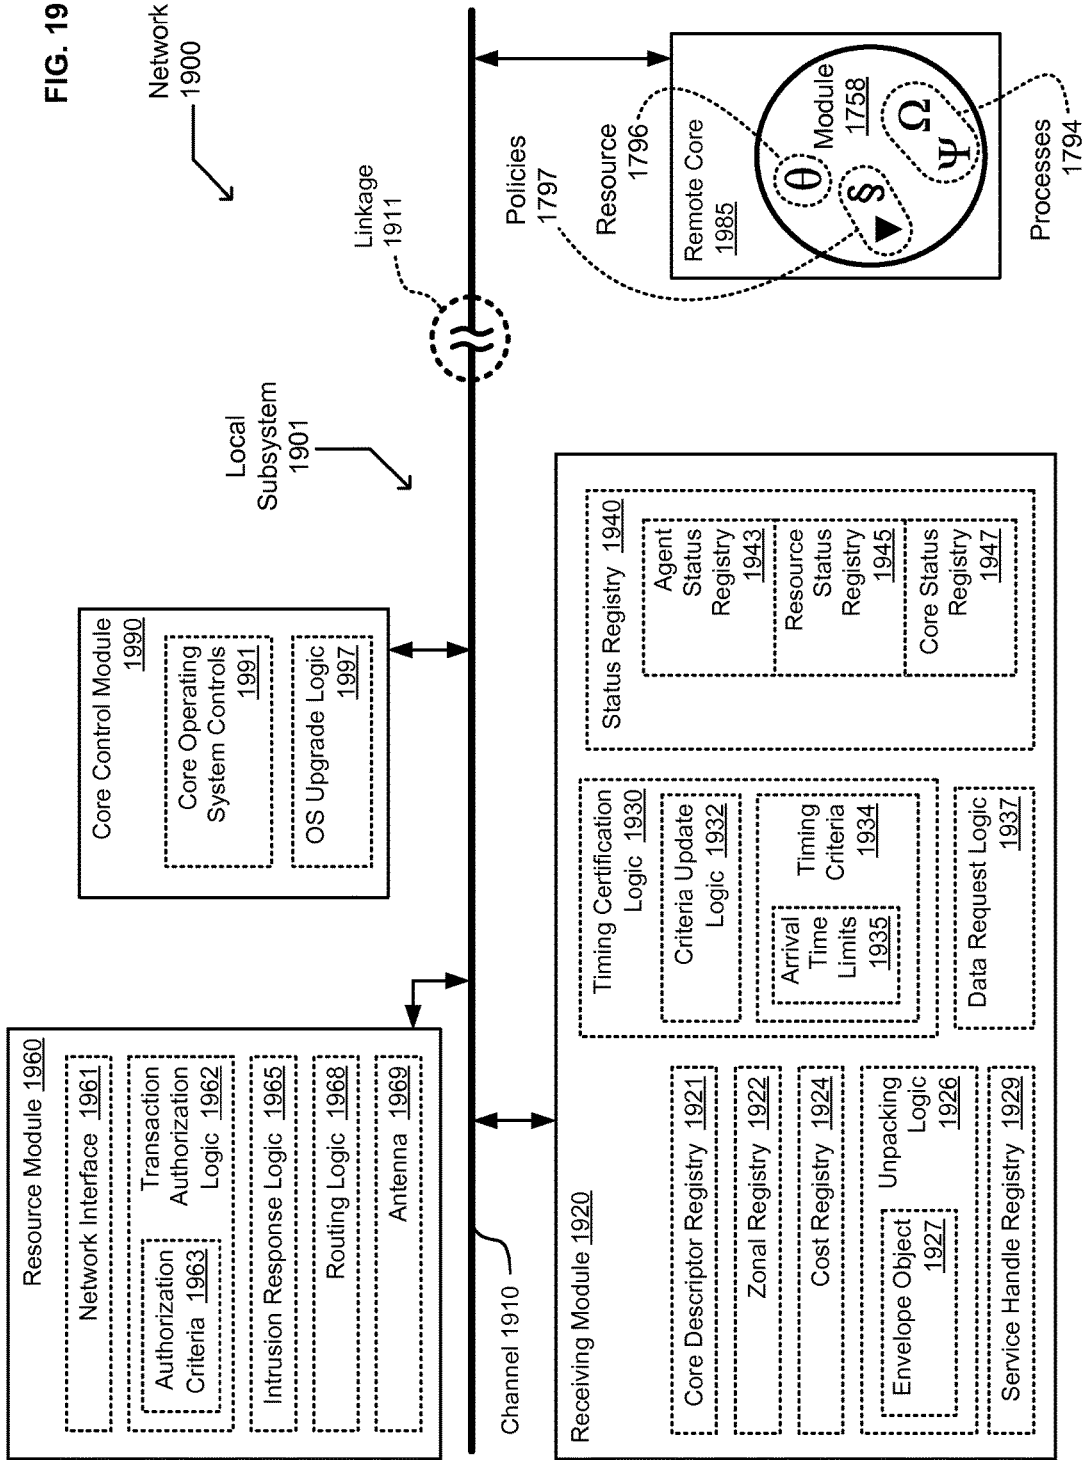 FIG. 19
Network
1900
Local
Subsystem
1901
Linkage
1911
Resource Module 1960
Network Interface 1961
Transaction
Authorization
Logic 1962
Authorization
Criteria 1963
Intrusion Response Logic 1965
Routing Logic 1968
Antenna 1969
Core Control Module
1990
Core Operating
System Controls
1991
OS Upgrade Logic
1997
Channel 1910
Receiving Module 1920
Core Descriptor Registry 1921
Zonal Registry 1922
Cost Registry 1924
Unpacking
Logic
1926
Envelope Object
1927
Service Handle Registry 1929
Timing Certification
Logic 1930
Criteria Update
Logic 1932
Timing
Criteria
1934
Arrival
Time
Limits
1935
Data Request Logic
1937
Status Registry 1940
Agent
Status
Registry
1943
Resource
Status
Registry
1945
Core Status
Registry
1947
Policies
1797
Resource
1796
Remote Core
1985
Module
1758
θ
§
Ψ Ω
Processes
1794